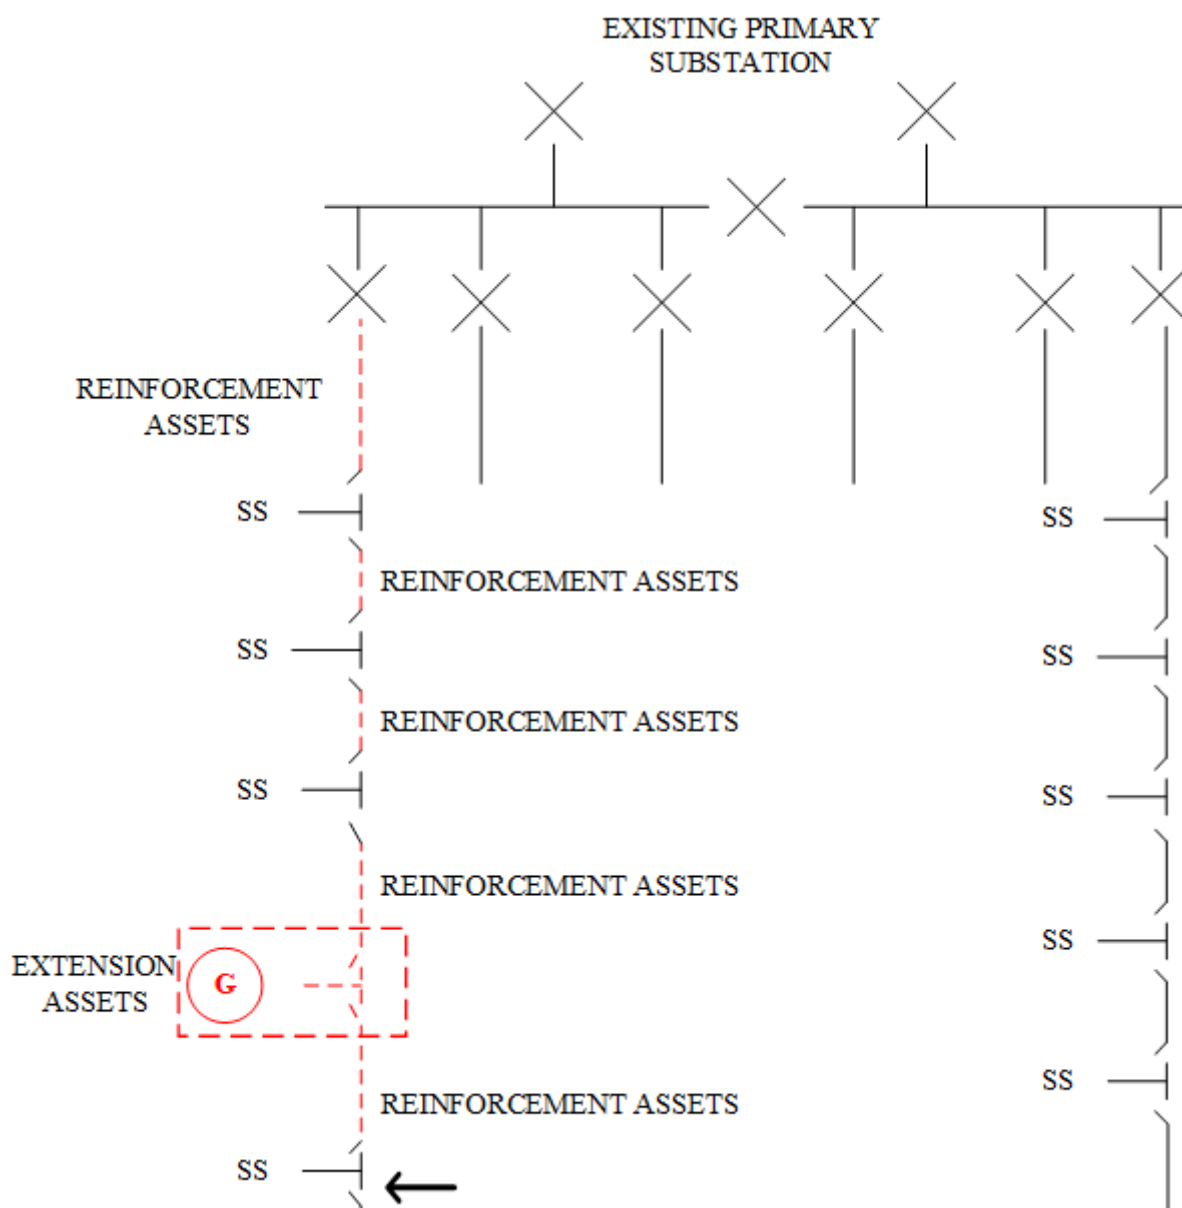 EXISTING PRIMARY
SUBSTATION
REINFORCEMENT
ASSETS
SS
SS
REINFORCEMENT ASSETS
SS
SS
REINFORCEMENT ASSETS
SS
SS
REINFORCEMENT ASSETS
SS
EXTENSION
ASSETS
G
SS
REINFORCEMENT ASSETS
SS